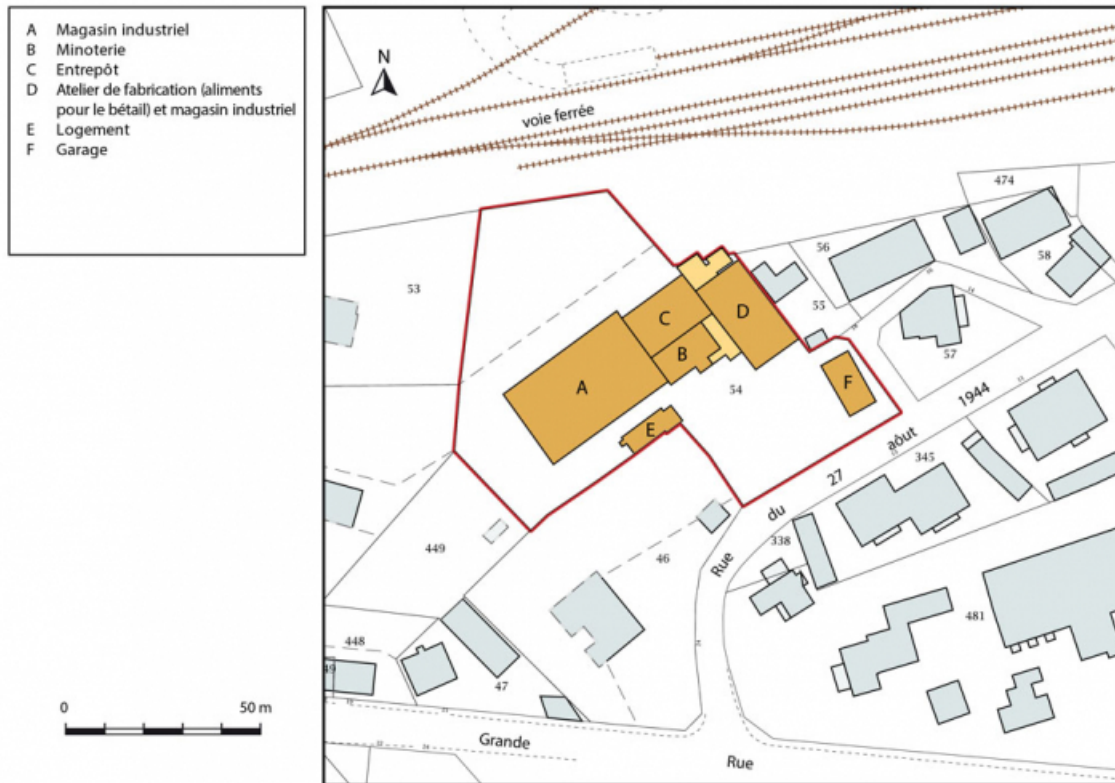 A Magasin industriel
B Minoterie
C Entrepôt
D Atelier de fabrication (aliments
pour le bétail) et magasin industriel
E Logement
F Garage
N
voie ferrée
474
56
58
53
55
57
D
C
B
A
54
F
E
1944
août
27
du
Rue
345
338
449
46
481
448
47
49
Grande
Rue
0 50 m